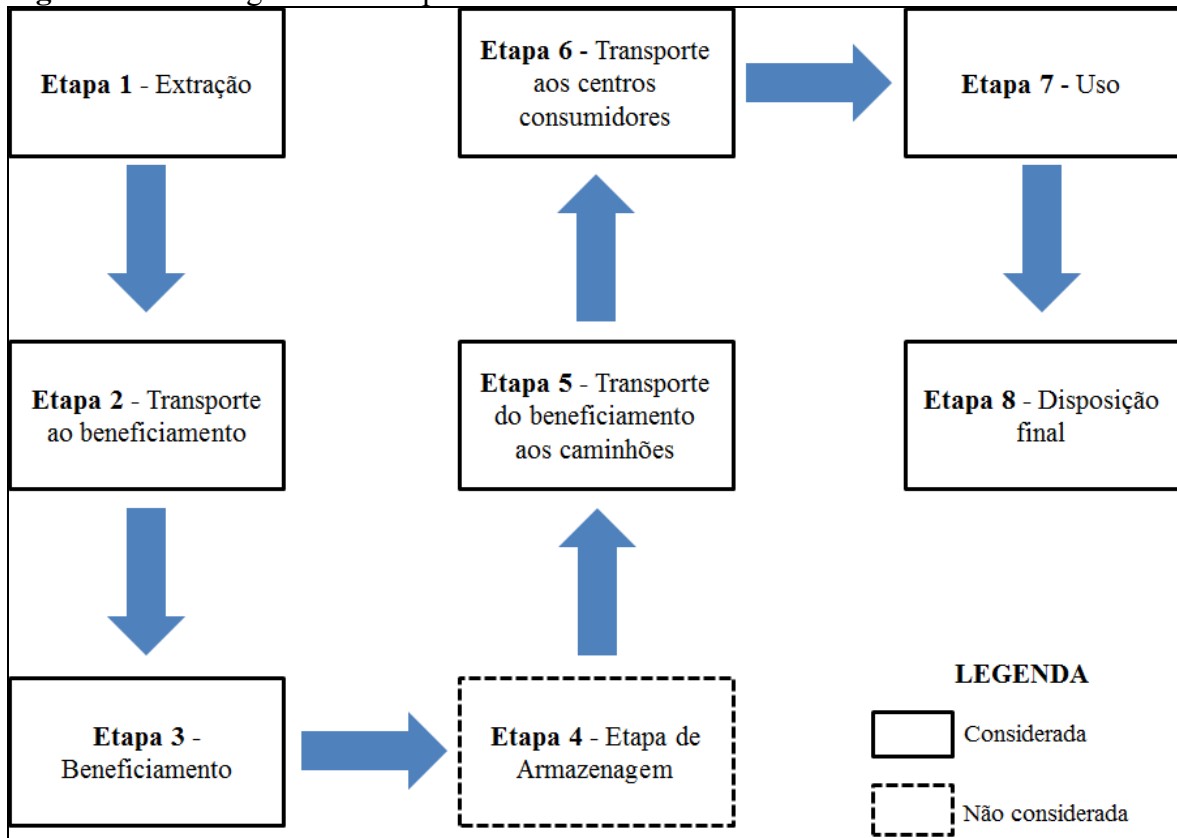 Etapa 1 - Extração
Etapa 2 - Transporte
ao beneficiamento
Etapa 3 -
Beneficiamento
Etapa 4 - Etapa de
Armazenagem
Etapa 5 - Transporte
do beneficiamento
aos caminhões
Etapa 6 - Transporte
aos centros
consumidores
Etapa 7 - Uso
Etapa 8 - Disposição
final
LEGENDA
Considerada
Não considerada